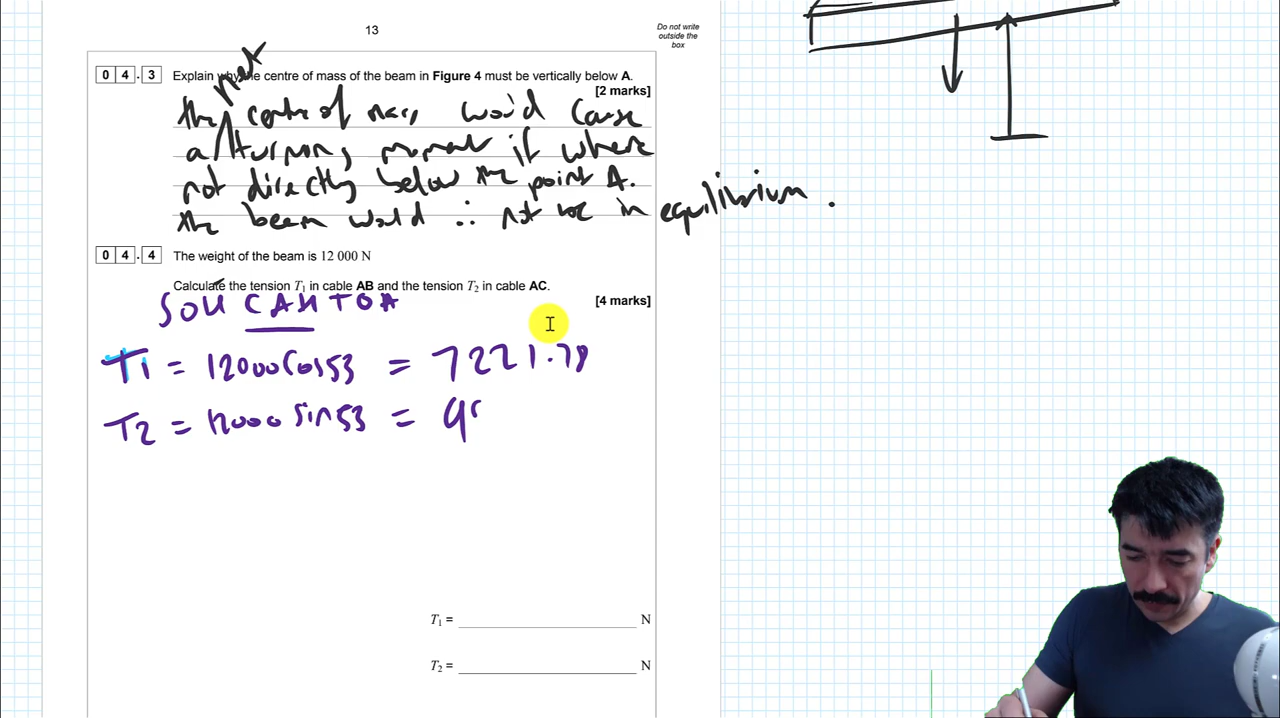 13
Do not write
outside the
box
0 4 . 3 Explain why the centre of mass of the beam in Figure 4 must be vertically below A.
[2 marks]
net
the centre of mass would cause
a turning moment if where
not directly below the point A.
the beam would ∴ not be in equilibrium.
0 4 . 4 The weight of the beam is 12 000 N
Calculate the tension T₁ in cable AB and the tension T₂ in cable AC.
[4 marks]
SOH CAH TOA
T1 = 12000 Cos 53 = 7221.78
T2 = 12000 sin 53 = 9
T₁ = N
T₂ = N